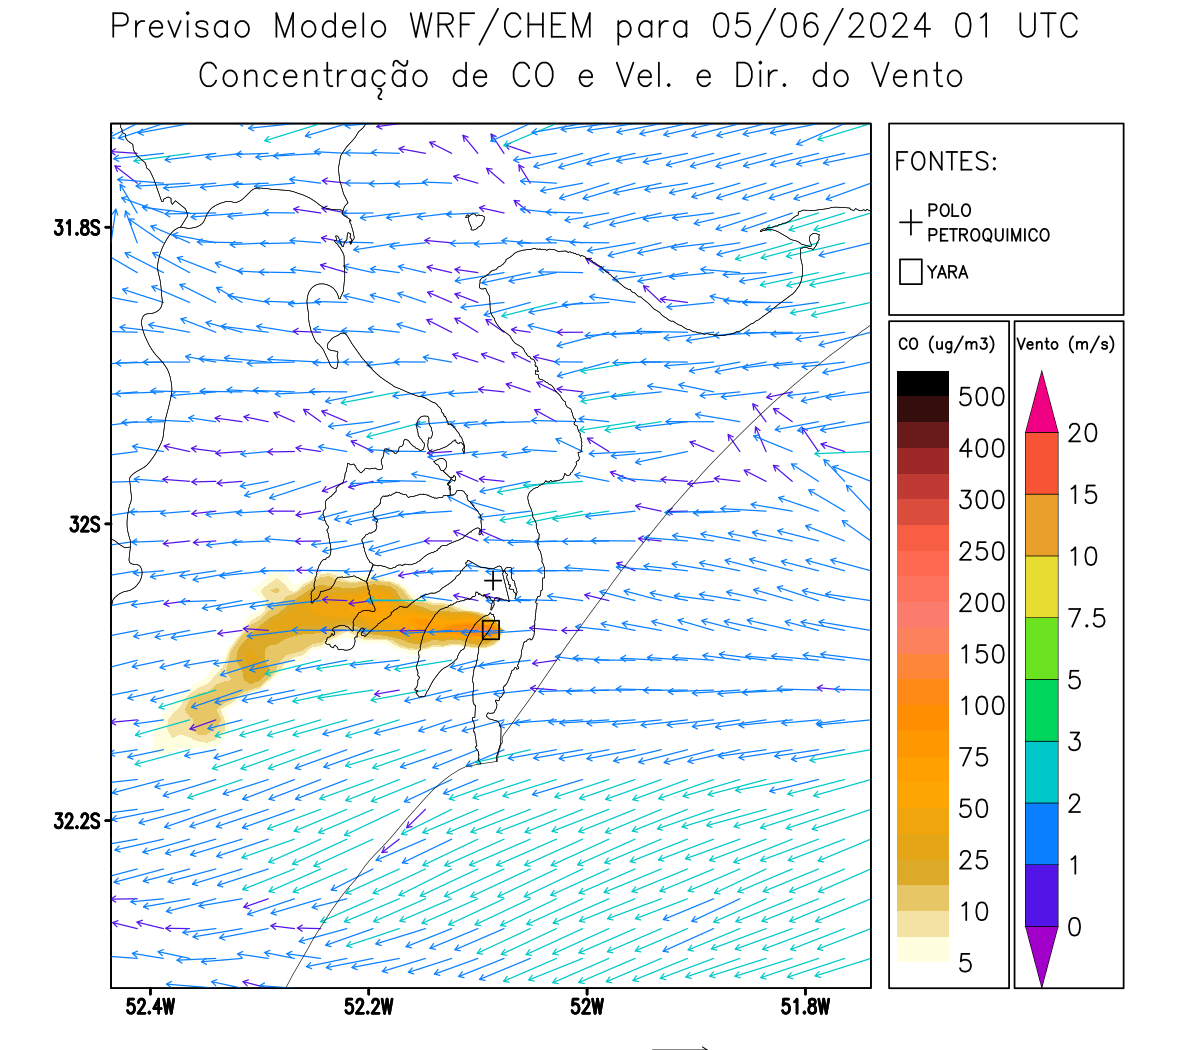 Previsao Modelo WRF/CHEM para 05/06/2024 01 UTC
Concentração de CO e Vel. e Dir. do Vento
FONTES:
POLO
PETROQUIMICO
YARA
CO (ug/m3)
500
400
300
250
200
150
100
75
50
25
10
5
Vento (m/s)
20
15
10
7.5
5
3
2
1
0
31.8S
32S
32.2S
52.4W
52.2W
52W
51.8W